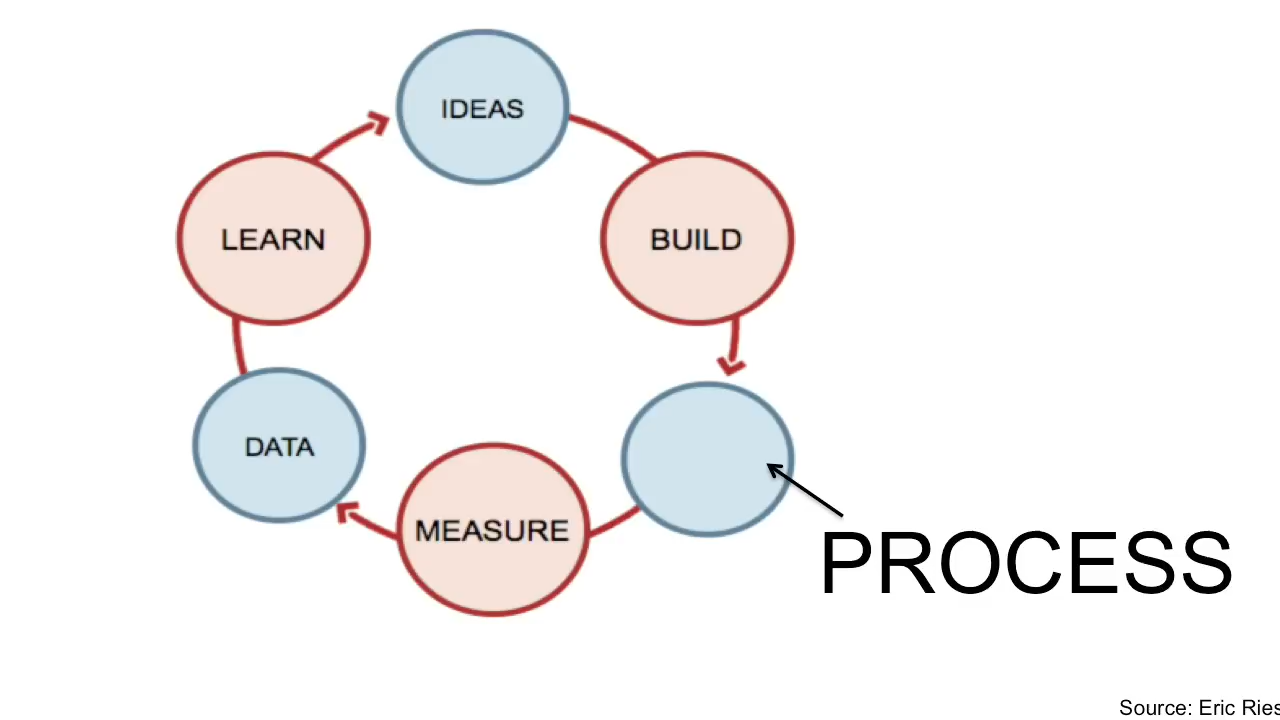 IDEAS
LEARN
BUILD
DATA
MEASURE
PROCESS
Source: Eric Ries